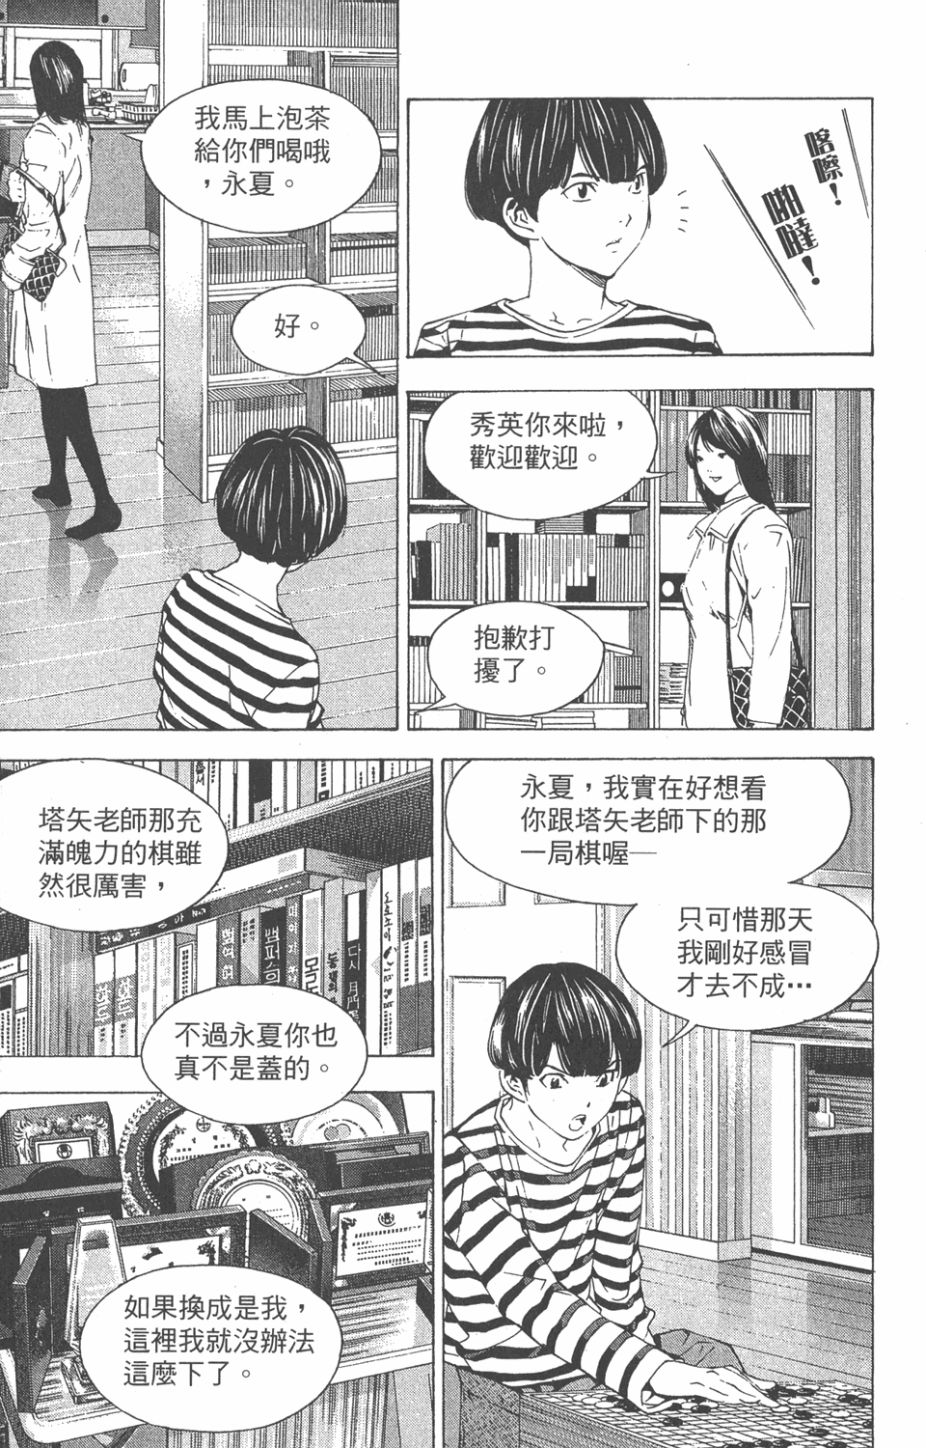 喀嚓！
啪噠！
秀英你來啦，
歡迎歡迎。
抱歉打
擾了。
我馬上泡茶
給你們喝哦
，永夏。
好。
永夏，我實在好想看
你跟塔矢老師下的那
一局棋喔—
只可惜那天
我剛好感冒
才去不成…
塔矢老師那充
滿魄力的棋雖
然很厲害，
不過永夏你也
真不是蓋的。
如果換成是我，
這裡我就沒辦法
這麼下了。